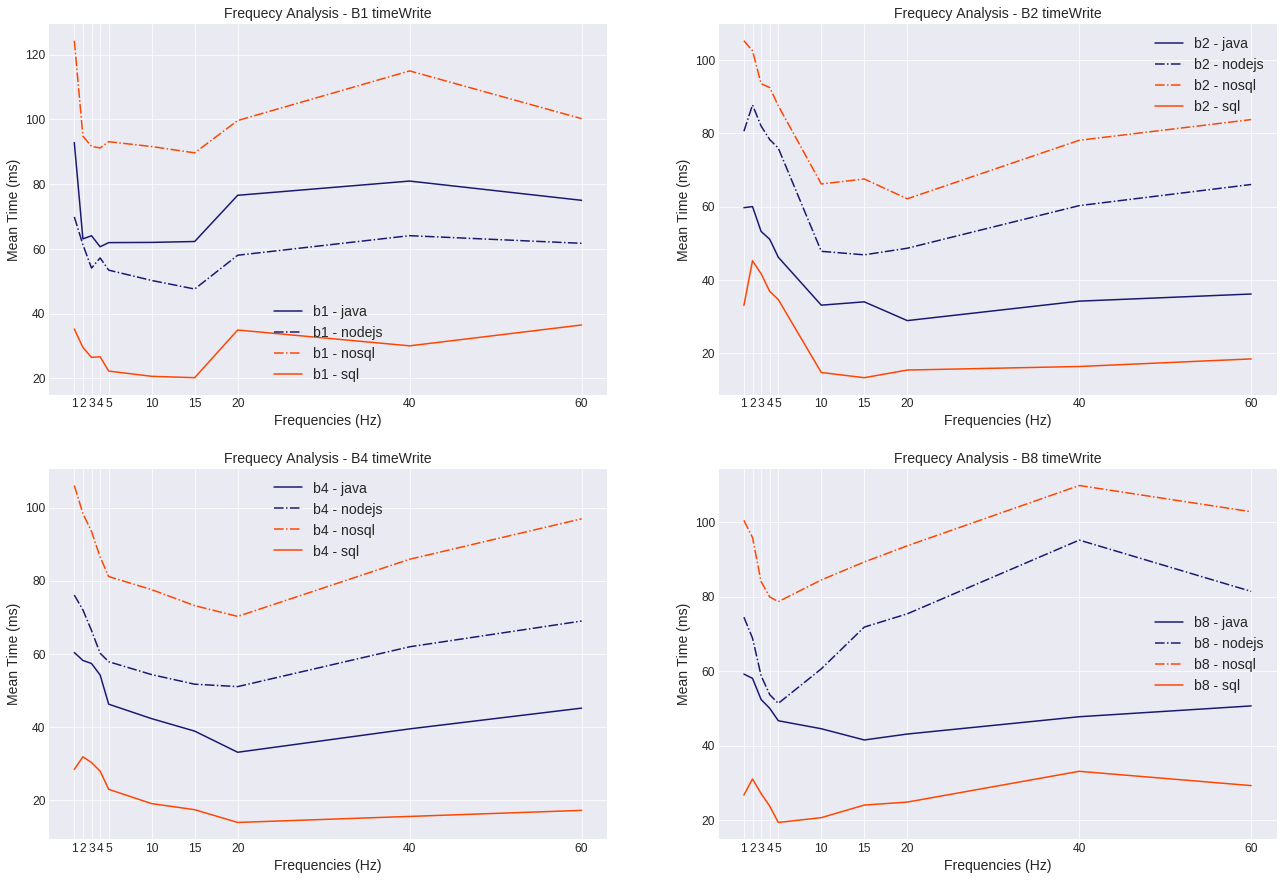 Frequecy Analysis - B1 timeWrite
Mean Time (ms)
120
100
80
60
40
20
b1 - java
b1 - nodejs
b1 - nosql
b1 - sql
1 2 3 4 5 10 15 20 40 60
Frequencies (Hz)
Frequecy Analysis - B2 timeWrite
Mean Time (ms)
100
80
60
40
20
b2 - java
b2 - nodejs
b2 - nosql
b2 - sql
1 2 3 4 5 10 15 20 40 60
Frequencies (Hz)
Frequecy Analysis - B4 timeWrite
Mean Time (ms)
100
80
60
40
20
b4 - java
b4 - nodejs
b4 - nosql
b4 - sql
1 2 3 4 5 10 15 20 40 60
Frequencies (Hz)
Frequecy Analysis - B8 timeWrite
Mean Time (ms)
100
80
60
40
20
b8 - java
b8 - nodejs
b8 - nosql
b8 - sql
1 2 3 4 5 10 15 20 40 60
Frequencies (Hz)